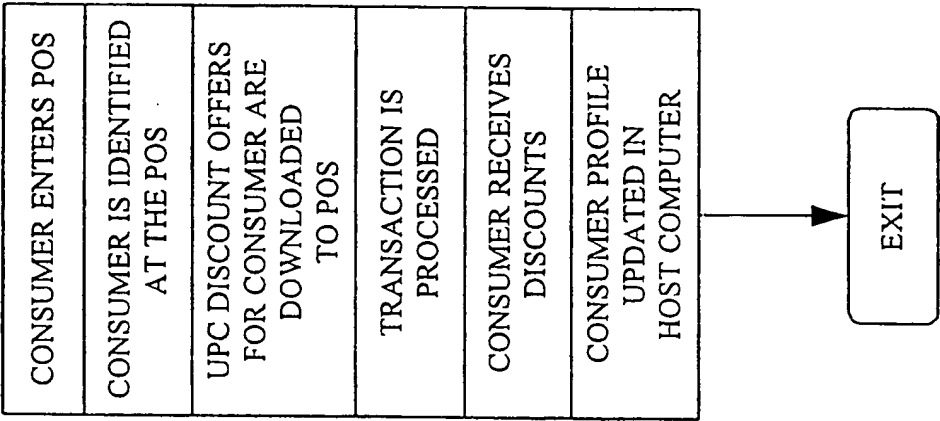 CONSUMER ENTERS POS
CONSUMER IS IDENTIFIED
AT THE POS
UPC DISCOUNT OFFERS
FOR CONSUMER ARE
DOWNLOADED
TO POS
TRANSACTION IS
PROCESSED
CONSUMER RECEIVES
DISCOUNTS
CONSUMER PROFILE
UPDATED IN
HOST COMPUTER
EXIT